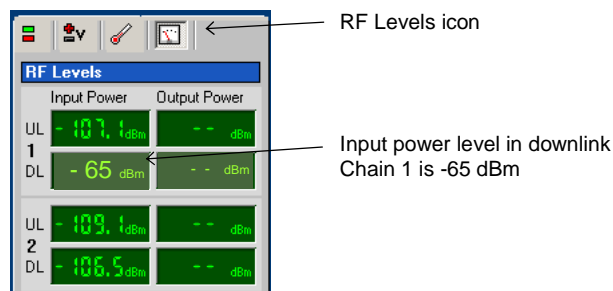 RF Levels icon
v
RF Levels
Input Power Output Power
UL - 107.1 dBm -- dBm
1
DL - 65 dBm -- dBm
Input power level in downlink
Chain 1 is -65 dBm
UL - 109.1 dBm -- dBm
2
DL - 106.5 dBm -- dBm